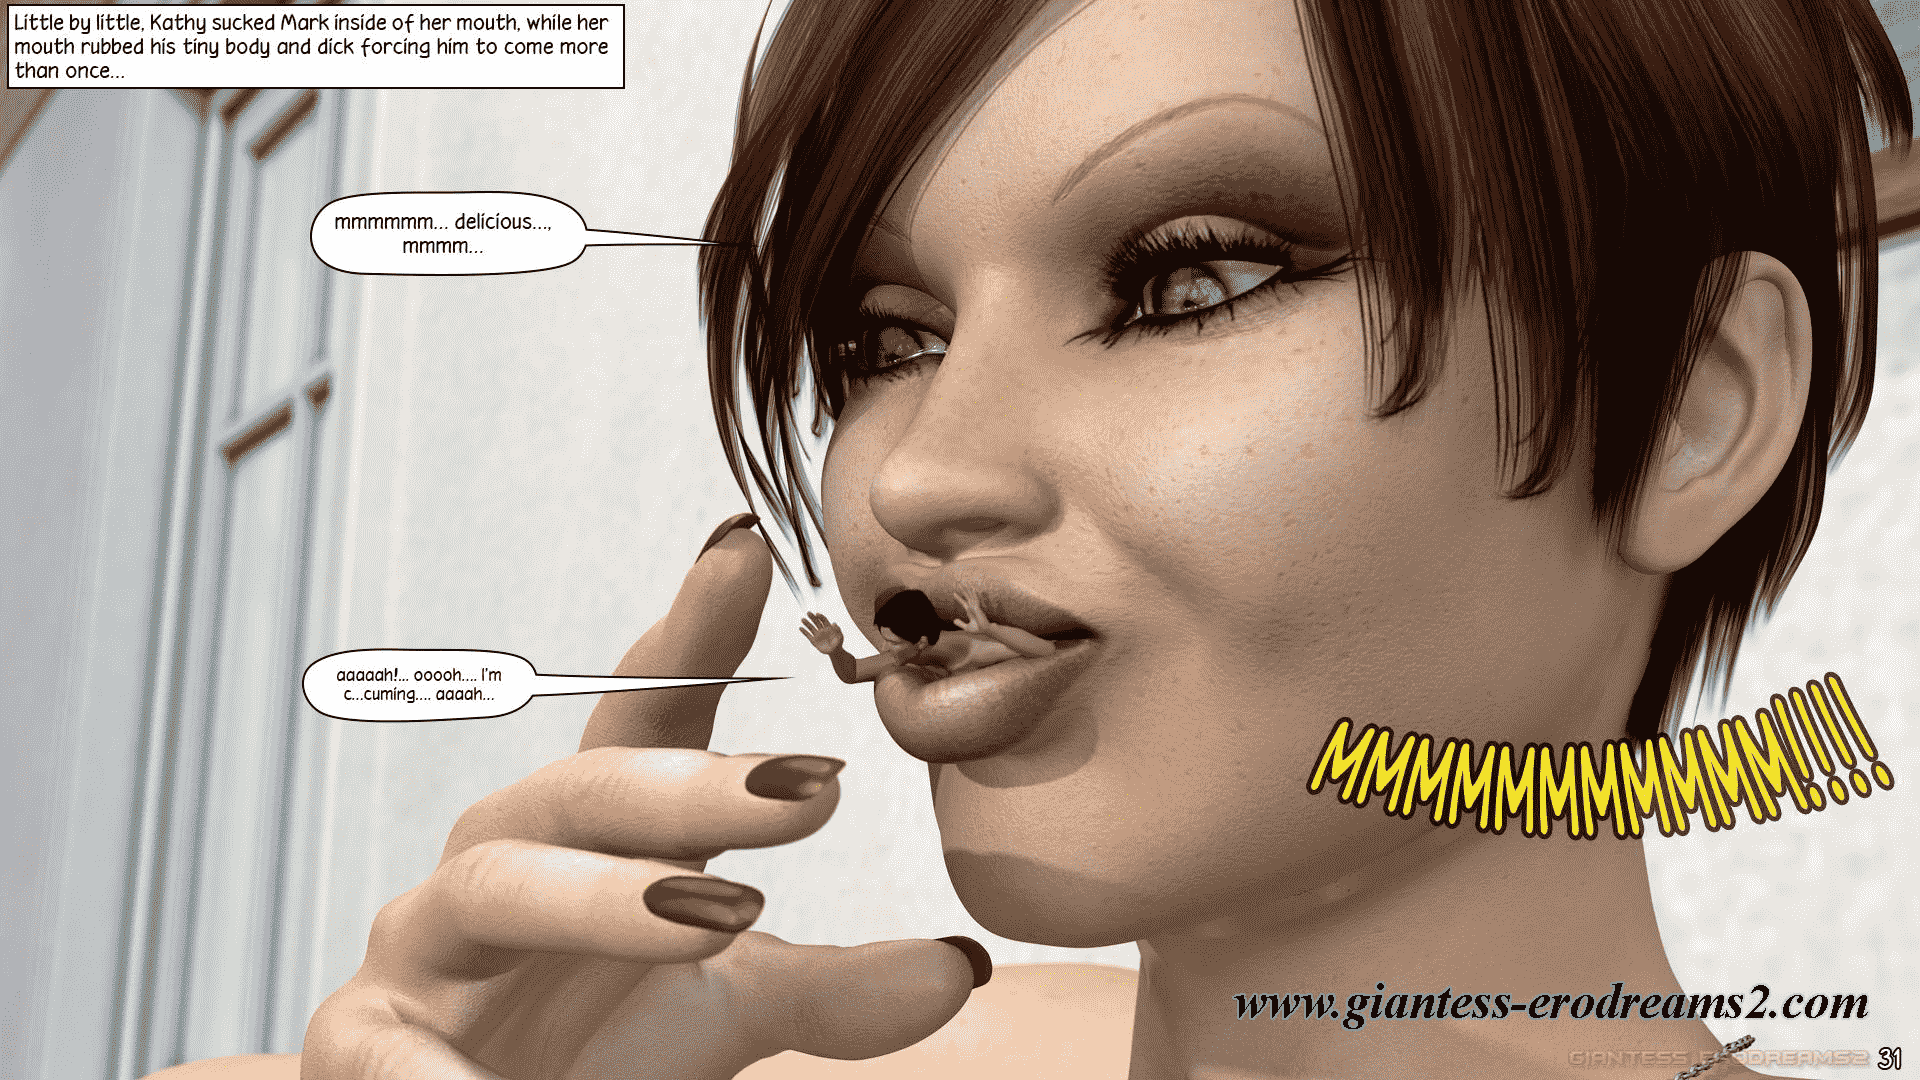 Little by little, Kathy sucked Mark inside of her mouth, while her
mouth rubbed his tiny body and dick forcing him to come more
than once...
mmmmmm... delicious...,
mmmm...
aaaaah!... ooooh.... I'm
c...cuming.... aaaah...
MMMMMMMMMMM!!!!
www.giantess-erodreams2.com
GIANTESS_ERODREAMS2 31